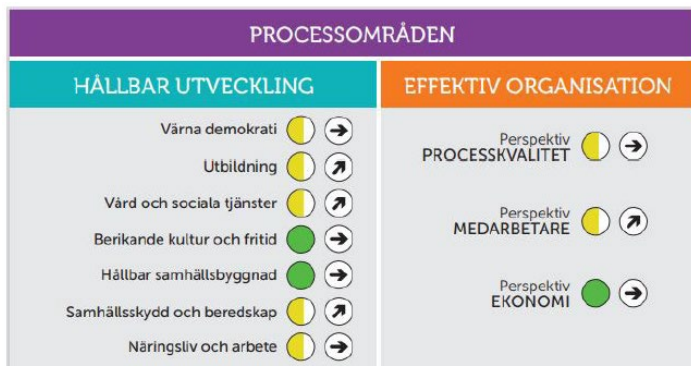 PROCESSOMRÅDEN
HÅLLBAR UTVECKLING
Värna demokrati
Utbildning
Vård och sociala tjänster
Berikande kultur och fritid
Hållbar samhällsbyggnad
Samhällsskydd och beredskap
Näringsliv och arbete
EFFEKTIV ORGANISATION
Perspektiv
PROCESSKVALITET
Perspektiv
MEDARBETARE
Perspektiv
EKONOMI